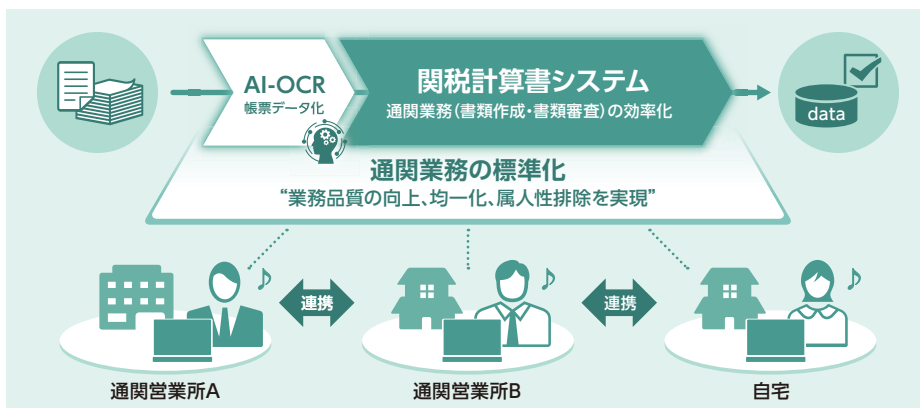 AI-OCR
帳票データ化
関税計算書システム
通関業務(書類作成・書類審査)の効率化
data
通関業務の標準化
“業務品質の向上、均一化、属人性排除を実現”
連携
連携
通関営業所A
通関営業所B
自宅